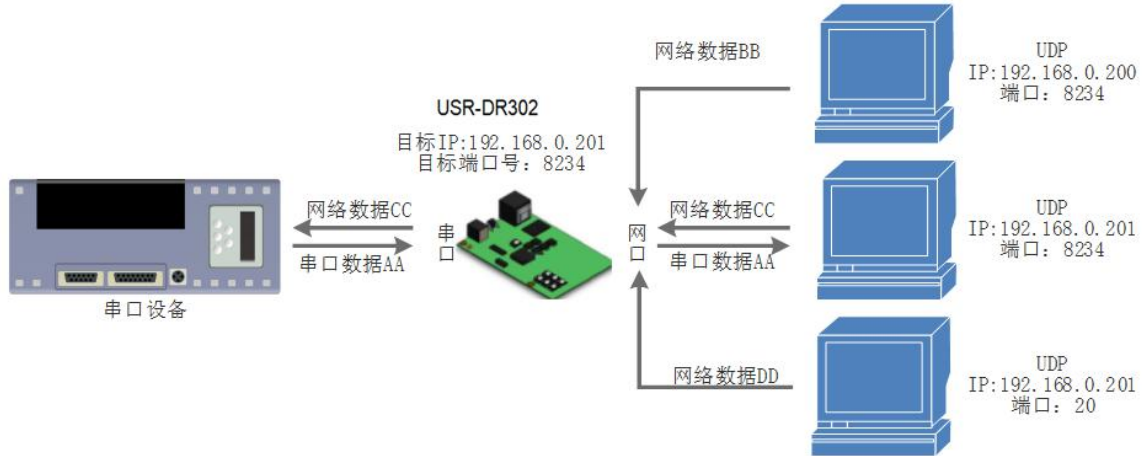 网络数据BB
UDP
IP:192.168.0.200
端口：8234
USR-DR302
目标IP:192.168.0.201
目标端口号：8234
网络数据CC
串口数据AA
串口
网口
网络数据CC
串口数据AA
UDP
IP:192.168.0.201
端口：8234
串口设备
网络数据DD
UDP
IP:192.168.0.201
端口：20